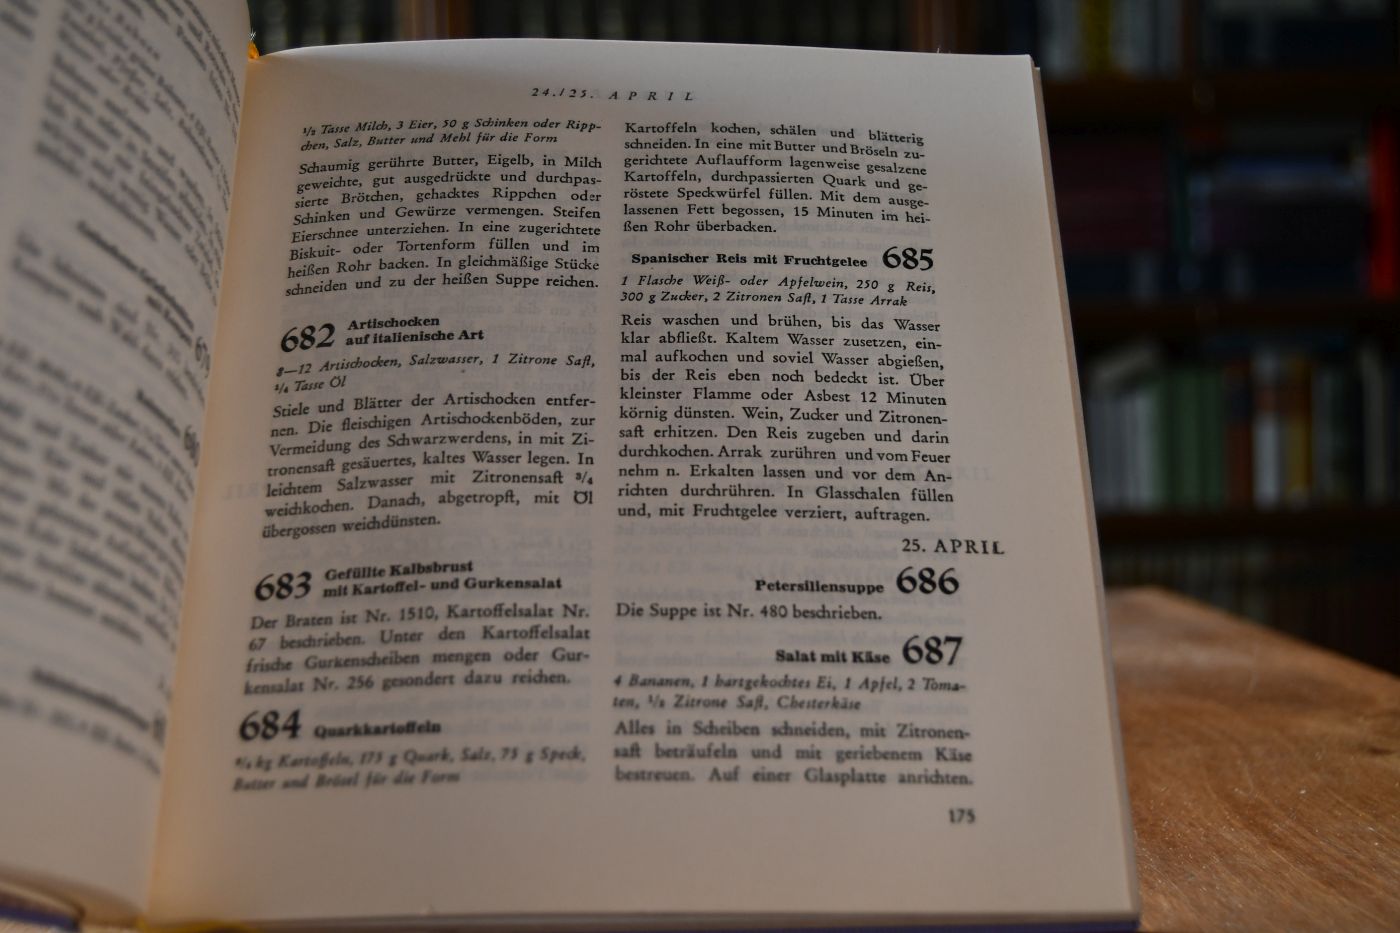 24./25. APRIL
½ Tasse Milch, 3 Eier, 50 g Schinken oder Ripp-
chen, Salz, Butter und Mehl für die Form
Schaumig gerührte Butter, Eigelb, in Milch
geweichte, gut ausgedrückte und durchpas-
sierte Brötchen, gehacktes Rippchen oder
Schinken und Gewürze vermengen. Steifen
Eierschnee unterziehen. In eine zugerichtete
Biskuit- oder Tortenform füllen und im
heißen Rohr backen. In gleichmäßige Stücke
schneiden und zu der heißen Suppe reichen.
682 Artischocken
auf italienische Art
8—12 Artischocken, Salzwasser, 1 Zitrone Saft,
¼ Tasse Öl
Stiele und Blätter der Artischocken entfer-
nen. Die fleischigen Artischockenböden, zur
Vermeidung des Schwarzwerdens, in mit Zi-
tronensaft gesäuertes, kaltes Wasser legen. In
leichtem Salzwasser mit Zitronensaft ¾
weichkochen. Danach, abgetropft, mit Öl
übergossen weichdünsten.
683 Gefüllte Kalbsbrust
mit Kartoffel- und Gurkensalat
Der Braten ist Nr. 1510, Kartoffelsalat Nr.
67 beschrieben. Unter den Kartoffelsalat
frische Gurkenscheiben mengen oder Gur-
kensalat Nr. 256 gesondert dazu reichen.
684 Quarkkartoffeln
¾ kg Kartoffeln, 175 g Quark, Salz, 75 g Speck,
Butter und Brösel für die Form
Kartoffeln kochen, schälen und blätterig
schneiden. In eine mit Butter und Bröseln zu-
gerichtete Auflaufform lagenweise gesalzene
Kartoffeln, durchpassierten Quark und ge-
röstete Speckwürfel füllen. Mit dem ausge-
lassenen Fett begossen, 15 Minuten im hei-
ßen Rohr überbacken.
Spanischer Reis mit Fruchtgelee 685
1 Flasche Weiß- oder Apfelwein, 250 g Reis,
300 g Zucker, 2 Zitronen Saft, 1 Tasse Arrak
Reis waschen und brühen, bis das Wasser
klar abfließt. Kaltem Wasser zusetzen, ein-
mal aufkochen und soviel Wasser abgießen,
bis der Reis eben noch bedeckt ist. Über
kleinster Flamme oder Asbest 12 Minuten
körnig dünsten. Wein, Zucker und Zitronen-
saft erhitzen. Den Reis zugeben und darin
durchkochen. Arrak zurühren und vom Feuer
nehm n. Erkalten lassen und vor dem An-
richten durchrühren. In Glasschalen füllen
und, mit Fruchtgelee verziert, auftragen.
25. APRIL
Petersiliensuppe 686
Die Suppe ist Nr. 480 beschrieben.
Salat mit Käse 687
4 Bananen, 1 hartgekochtes Ei, 1 Apfel, 2 Toma-
ten, ½ Zitrone Saft, Chesterkäse
Alles in Scheiben schneiden, mit Zitronen-
saft beträufeln und mit geriebenem Käse
bestreuen. Auf einer Glasplatte anrichten.
175